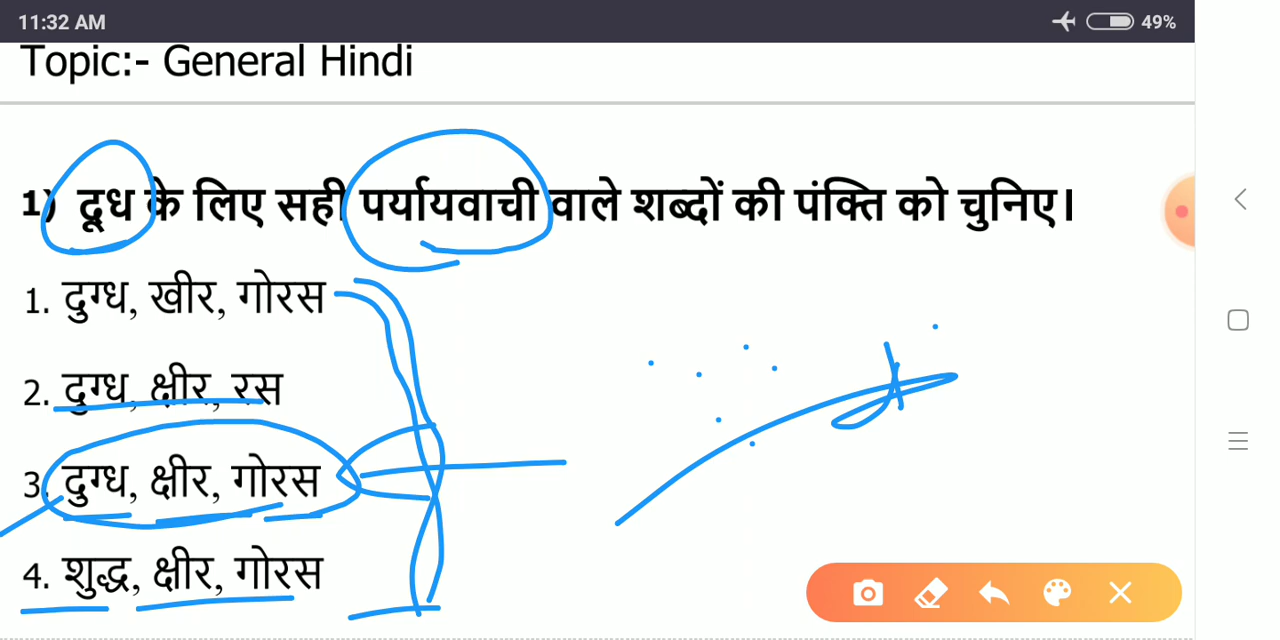 11:32 AM 49%
Topic:- General Hindi
1) दूध के लिए सही पर्यायवाची वाले शब्दों की पंक्ति को चुनिए।
1. दुग्ध, खीर, गोरस
2. दुग्ध, क्षीर, रस
3. दुग्ध, क्षीर, गोरस
4. शुद्ध, क्षीर, गोरस